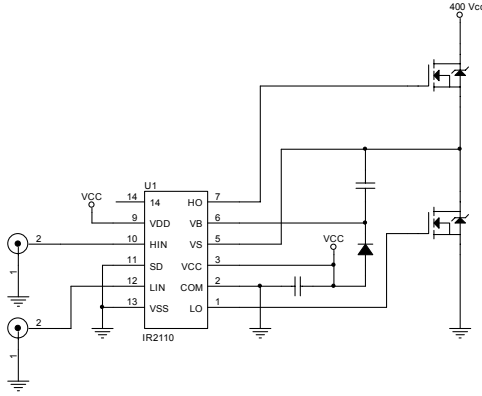 400 Vcc
U1
14 14 HO 7
VCC
9 VDD VB 6
2 10 HIN VS 5
VCC
11 SD VCC 3
1
12 LIN COM 2
2 13 VSS LO 1
IR2110
1